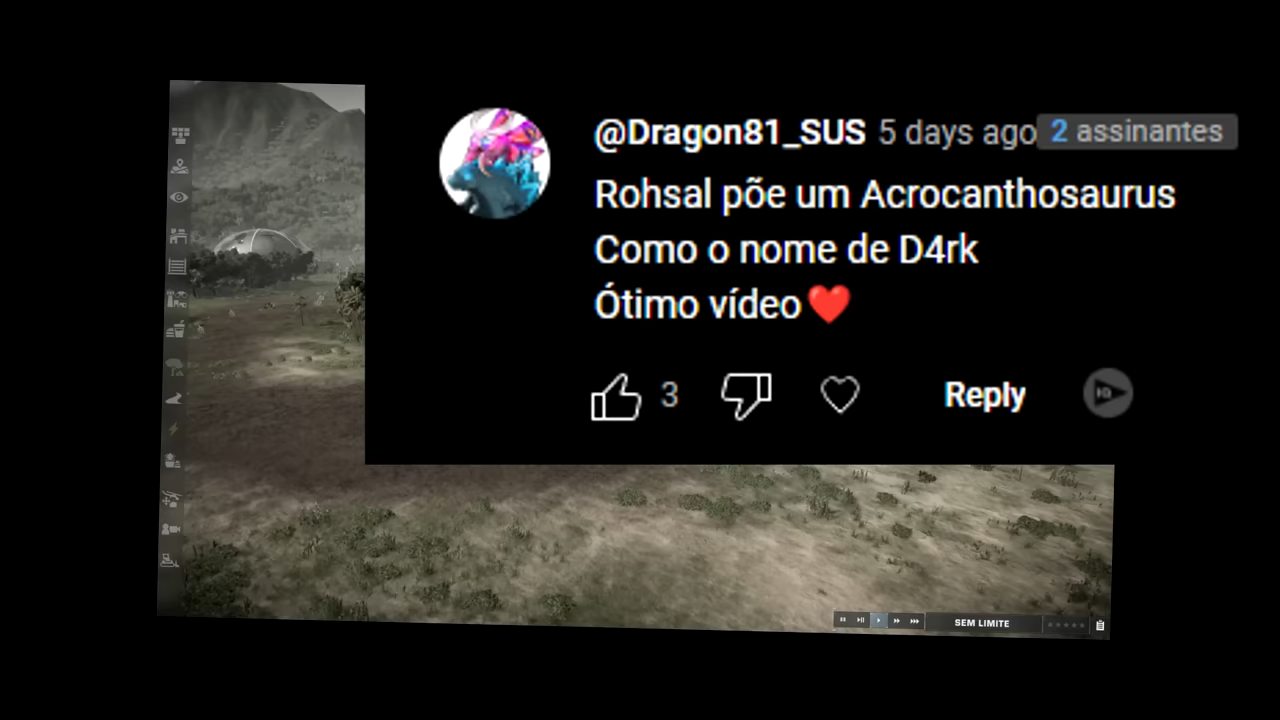 @Dragon81_SUS 5 days ago 2 assinantes
Rohsal põe um Acrocanthosaurus
Como o nome de D4rk
Ótimo vídeo❤️
3 Reply
SEM LIMITE